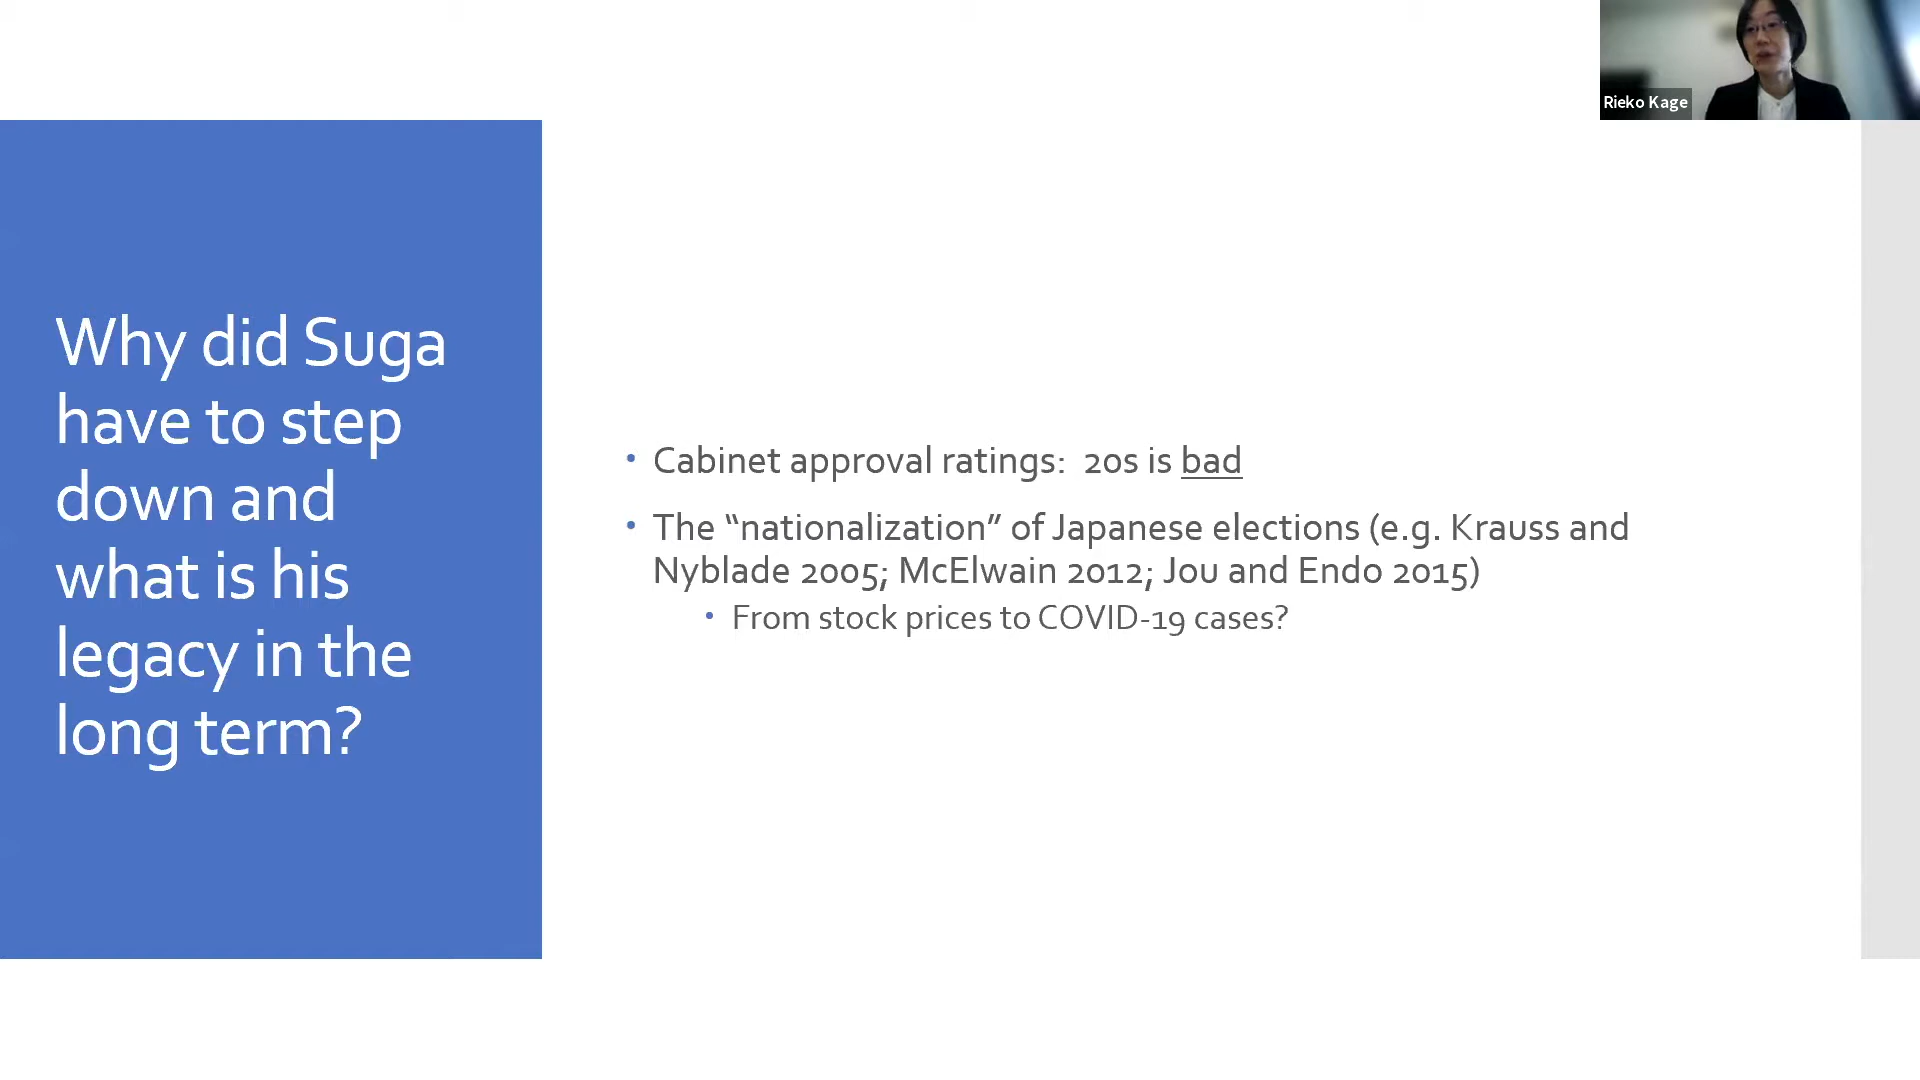 Rieko Kage
Why did Suga
have to step
down and
what is his
legacy in the
long term?
• Cabinet approval ratings:  20s is bad
• The “nationalization” of Japanese elections (e.g. Krauss and
Nyblade 2005; McElwain 2012; Jou and Endo 2015)
• From stock prices to COVID-19 cases?